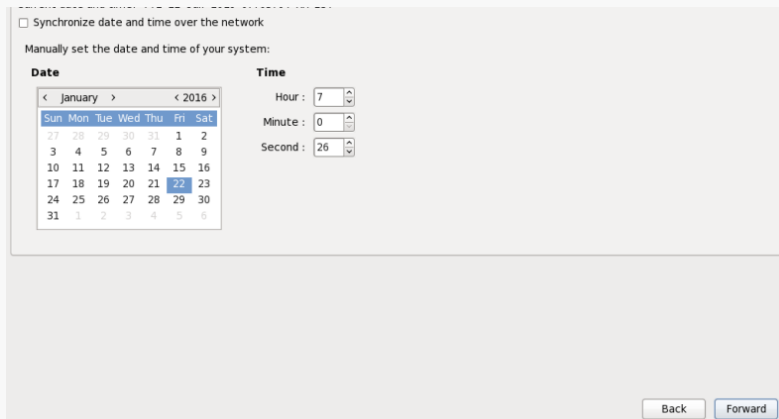 Synchronize date and time over the network
Manually set the date and time of your system:
Date
Time
< January > < 2016 >
Sun Mon Tue Wed Thu Fri Sat
27 28 29 30 31 1 2
3 4 5 6 7 8 9
10 11 12 13 14 15 16
17 18 19 20 21 22 23
24 25 26 27 28 29 30
31 1 2 3 4 5 6
Hour : 7
Minute : 0
Second : 26
Back Forward